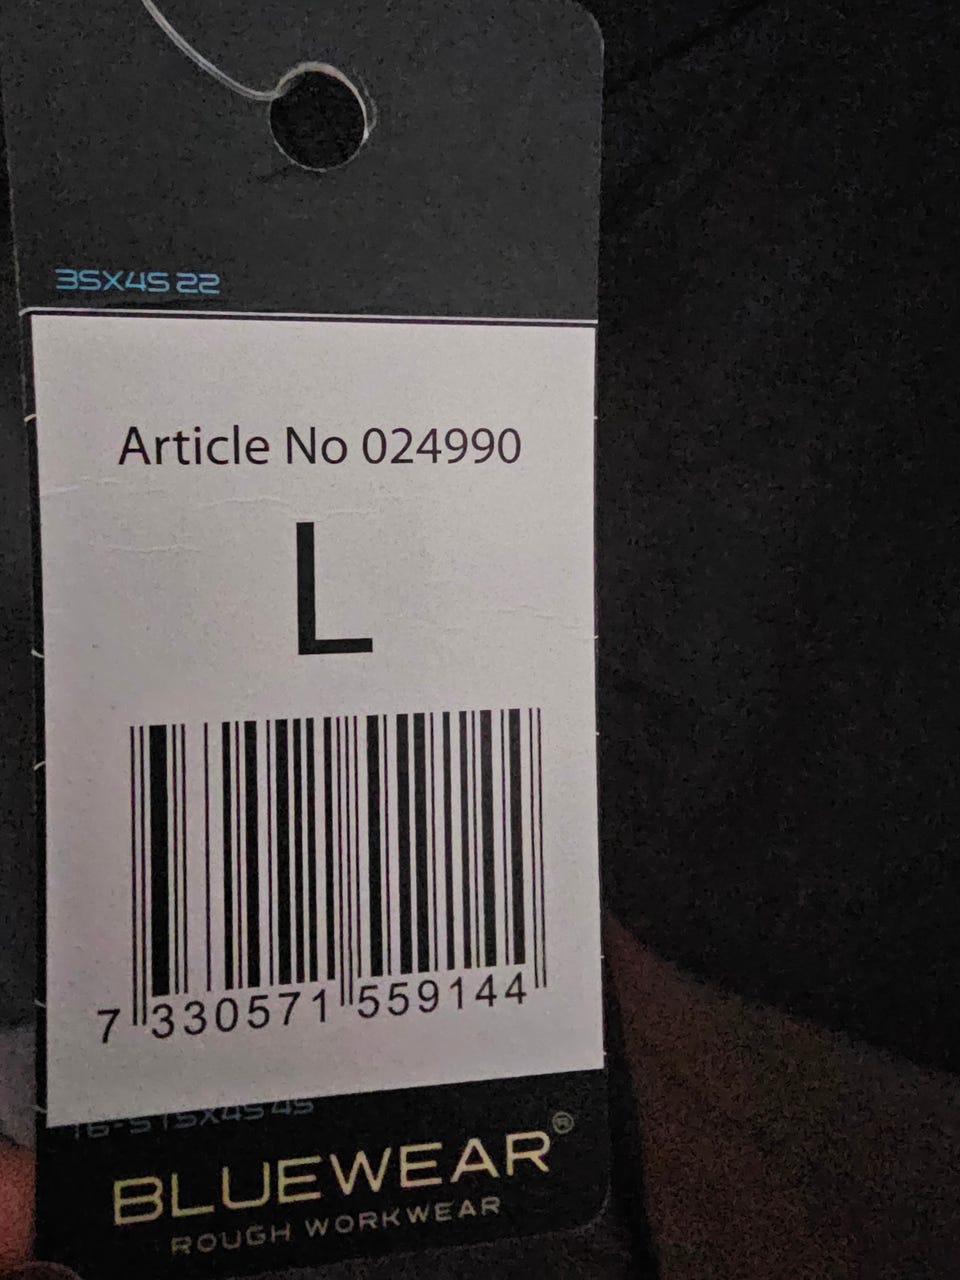 3SX4S 22
Article No 024990
L
7 330571 559144
BLUEWEAR®
ROUGH WORKWEAR